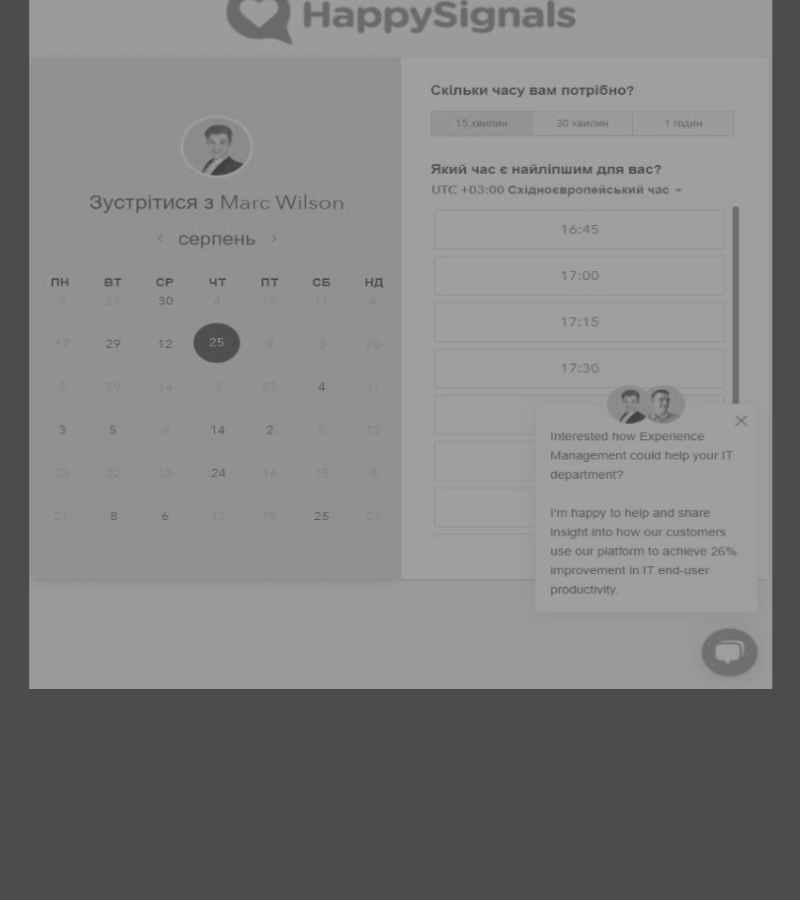 HappySignals
Зустрітися з Marc Wilson
серпень
ПН ВТ СР ЧТ ПТ СБ НД
3 27 30 4 13 11 4
17 29 12 25 9 3 20
2 29 14 3 27 4 11
3 5 9 14 2 5 13
23 22 13 24 14 15 8
21 8 6 17 19 25 21
Скільки часу вам потрібно?
15 хвилин 30 хвилин 1 годин
Який час є найліпшим для вас?
UTC +03:00 Східноєвропейський час
16:45
17:00
17:15
17:30
Interested how Experience
Management could help your IT
department?
I'm happy to help and share
insight into how our customers
use our platform to achieve 26%
improvement in IT end-user
productivity.